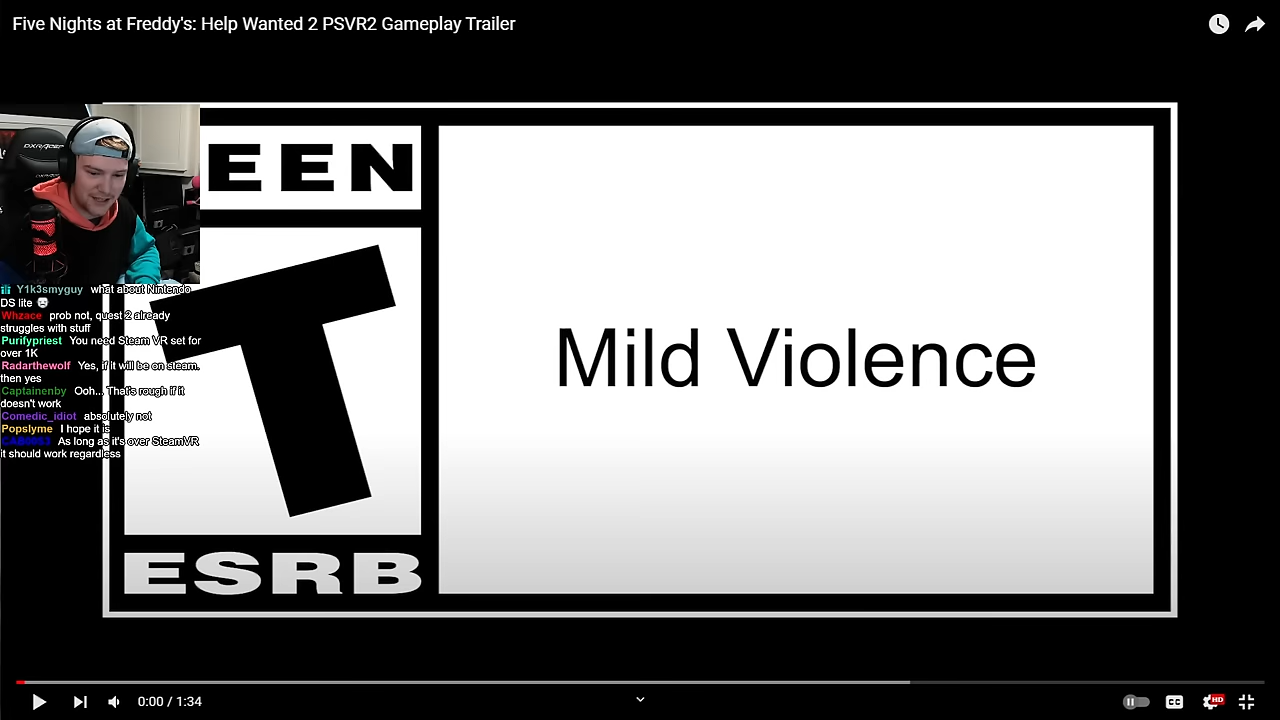 Five Nights at Freddy's: Help Wanted 2 PSVR2 Gameplay Trailer
DXRACER
EEN
T
ESRB
Mild Violence
Y1k3smyguy what about Nintendo
DS lite
Whzace prob not, quest 2 already
struggles with stuff
Purifypriest You need Steam VR set for
over 1K
Radarthewolf Yes, if it will be on steam.
then yes
Captainenby Ooh... That's rough if it
doesn't work
Comedic_idiot absolutely not
Popslyme I hope it is
As long as it's over SteamVR
it should work regardless
0:00 / 1:34
CC
HD